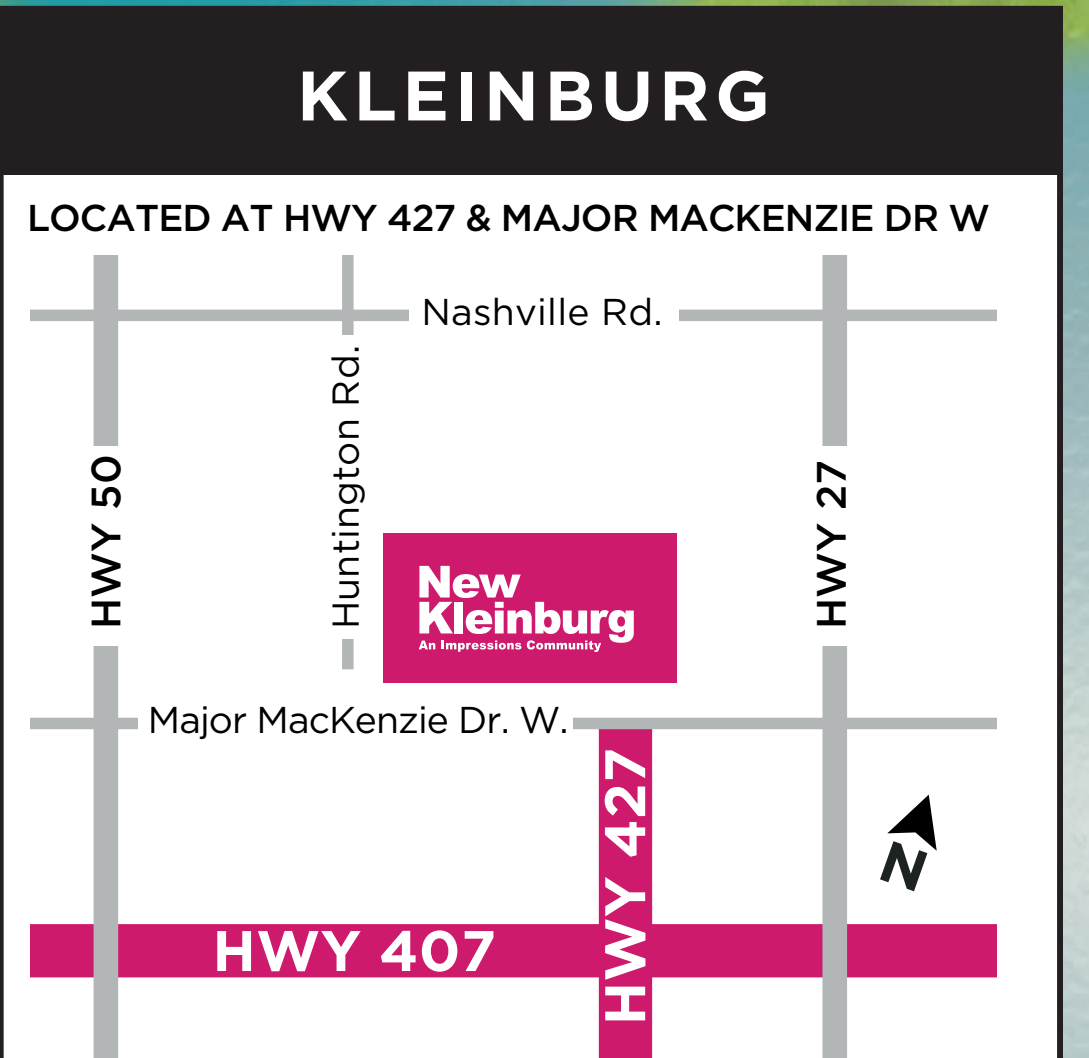 KLEINBURG
LOCATED AT HWY 427 & MAJOR MACKENZIE DR W
Nashville Rd.
Huntington Rd.
HWY 50
HWY 27
New
Kleinburg
An Impressions Community
Major MacKenzie Dr. W.
HWY 427
N
HWY 407